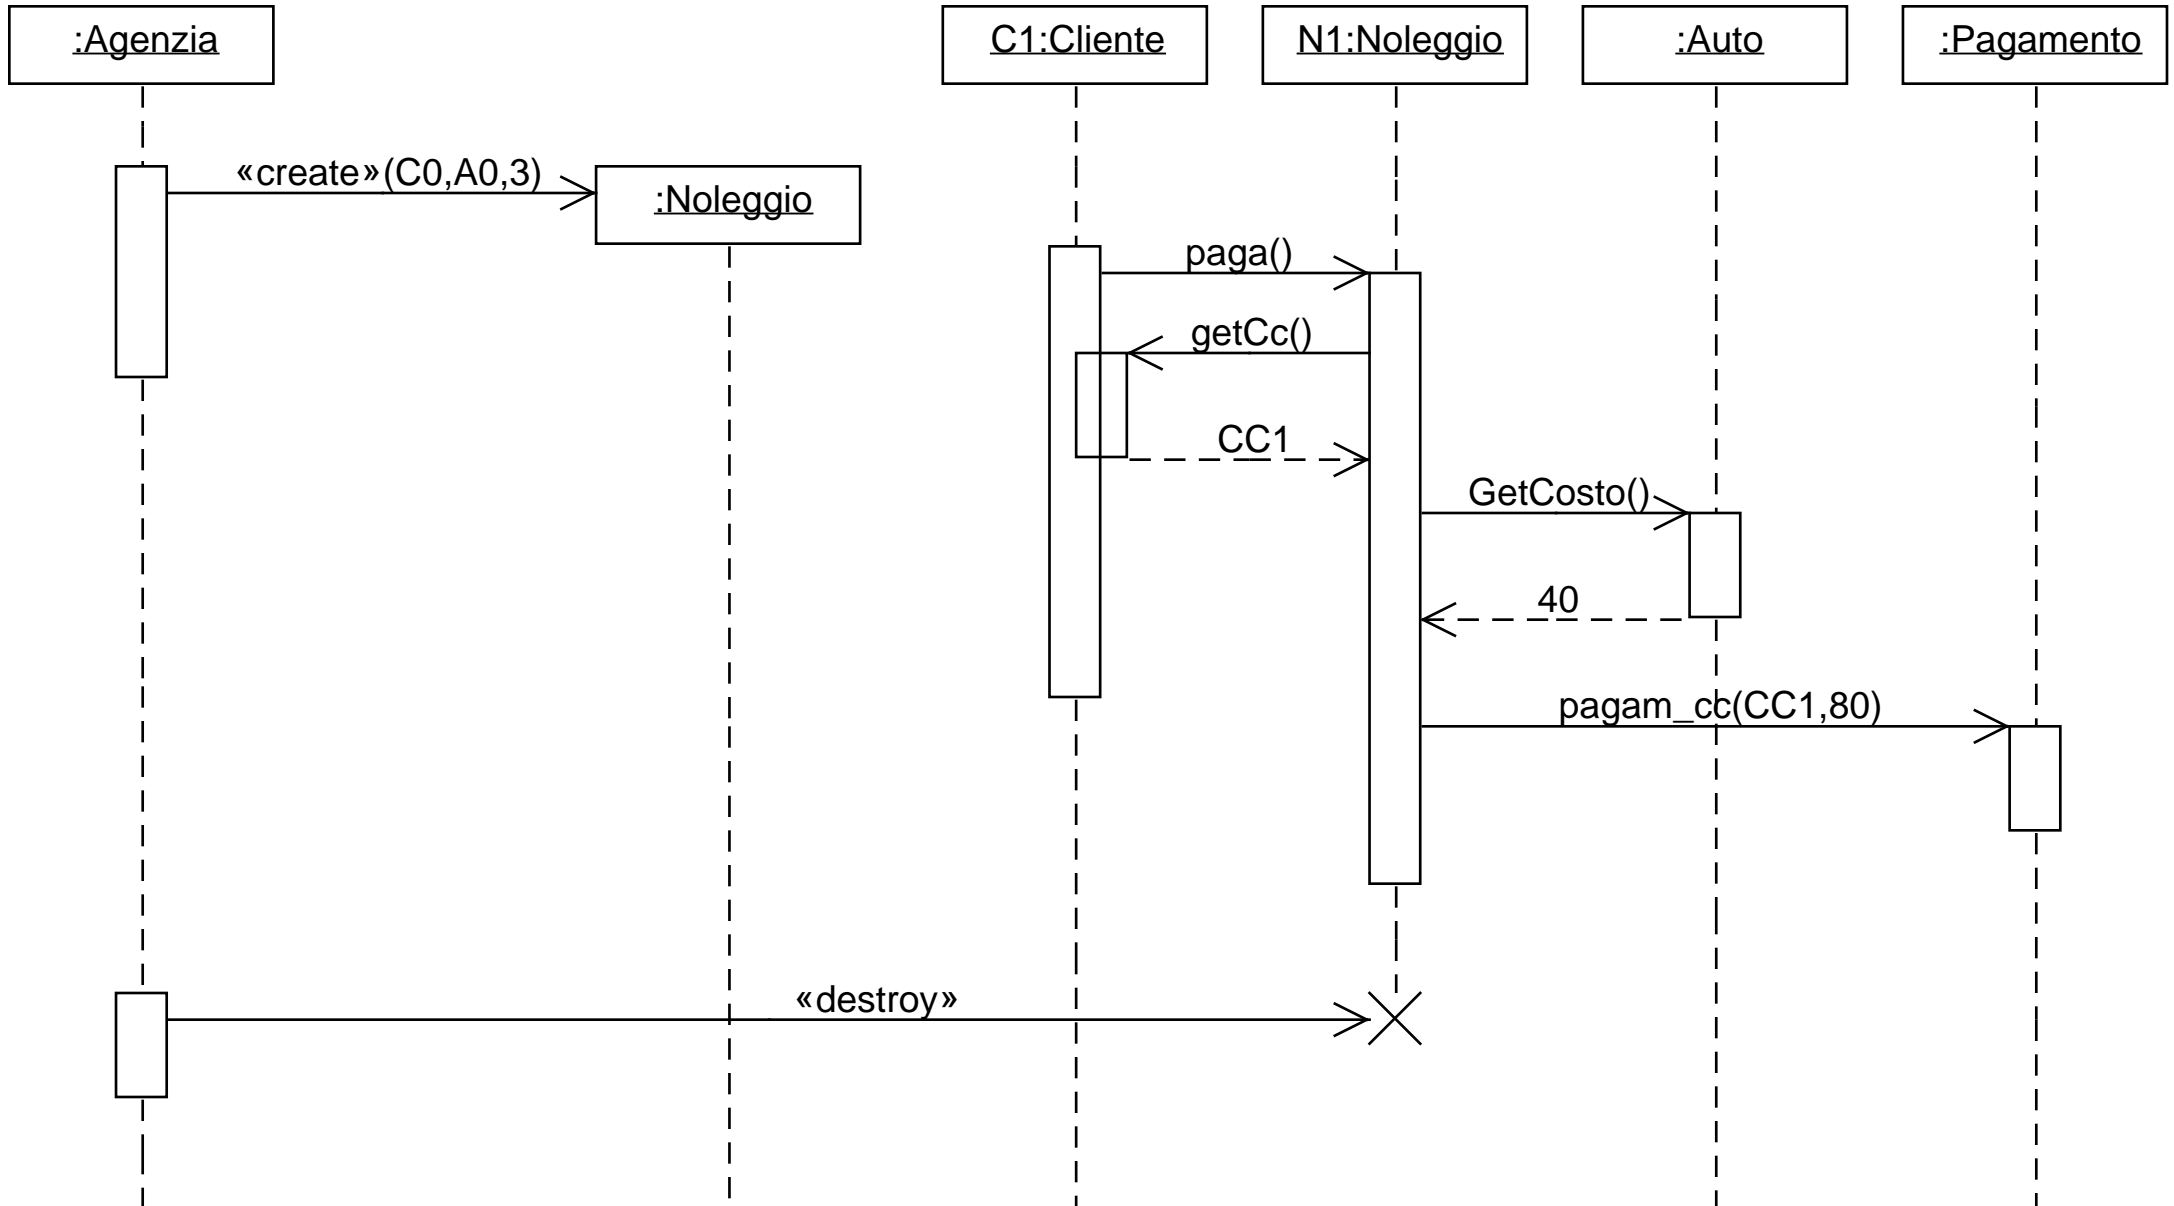 :Agenzia
C1:Cliente
N1:Noleggio
:Auto
:Pagamento
«create»(C0,A0,3)
:Noleggio
paga()
getCc()
CC1
GetCosto()
40
pagam_cc(CC1,80)
«destroy»